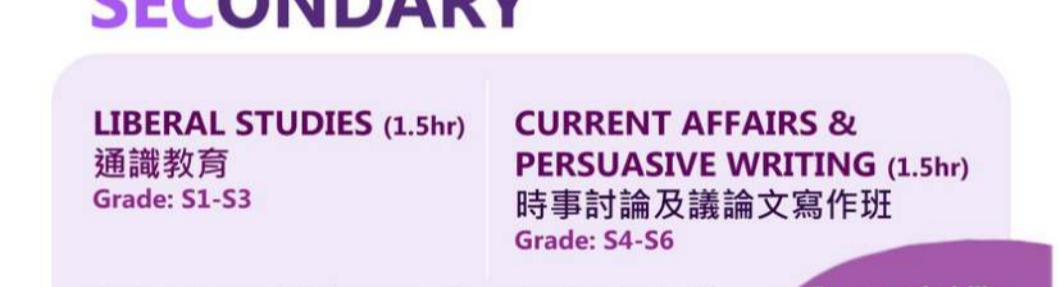 SECONDARY
LIBERAL STUDIES (1.5hr)
通識教育
Grade: S1-S3
CURRENT AFFAIRS &
PERSUASIVE WRITING (1.5hr)
時事討論及議論文寫作班
Grade: S4-S6